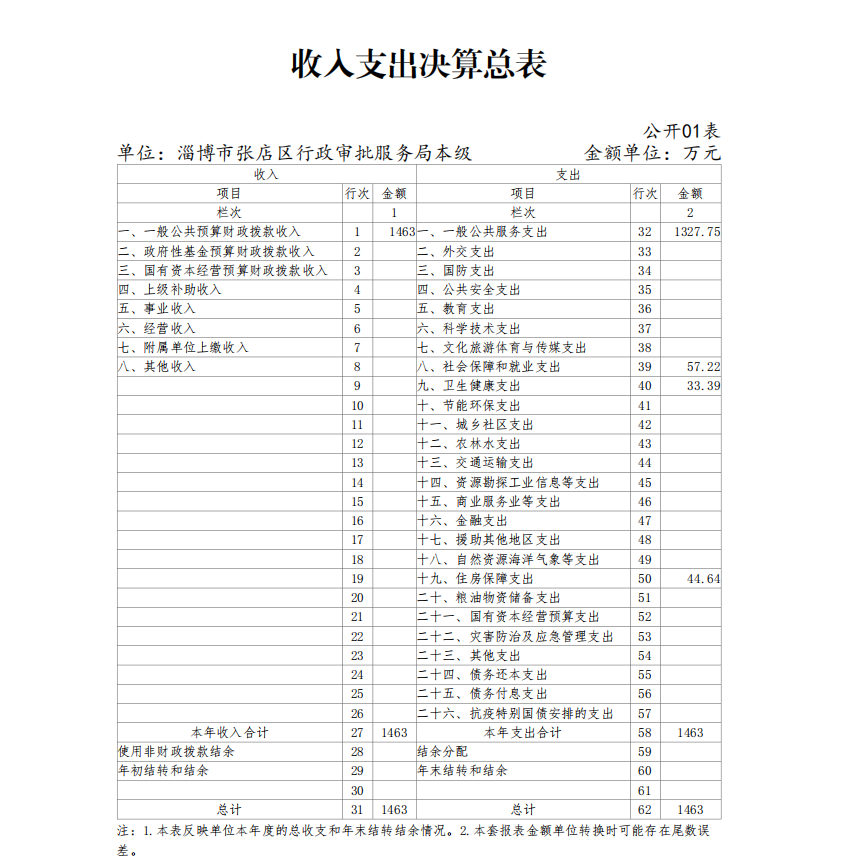 收入支出决算总表
公开01表
单位：淄博市张店区行政审批服务局本级 金额单位：万元
收入 支出
项目 行次 金额 项目 行次 金额
栏次 1 栏次 2
一、一般公共预算财政拨款收入 1 1463 一、一般公共服务支出 32 1327.75
二、政府性基金预算财政拨款收入 2 二、外交支出 33
三、国有资本经营预算财政拨款收入 3 三、国防支出 34
四、上级补助收入 4 四、公共安全支出 35
五、事业收入 5 五、教育支出 36
六、经营收入 6 六、科学技术支出 37
七、附属单位上缴收入 7 七、文化旅游体育与传媒支出 38
八、其他收入 8 八、社会保障和就业支出 39 57.22
9 九、卫生健康支出 40 33.39
10 十、节能环保支出 41
11 十一、城乡社区支出 42
12 十二、农林水支出 43
13 十三、交通运输支出 44
14 十四、资源勘探工业信息等支出 45
15 十五、商业服务业等支出 46
16 十六、金融支出 47
17 十七、援助其他地区支出 48
18 十八、自然资源海洋气象等支出 49
19 十九、住房保障支出 50 44.64
20 二十、粮油物资储备支出 51
21 二十一、国有资本经营预算支出 52
22 二十二、灾害防治及应急管理支出 53
23 二十三、其他支出 54
24 二十四、债务还本支出 55
25 二十五、债务付息支出 56
26 二十六、抗疫特别国债安排的支出 57
本年收入合计 27 1463 本年支出合计 58 1463
使用非财政拨款结余 28 结余分配 59
年初结转和结余 29 年末结转和结余 60
30 61
总计 31 1463 总计 62 1463
注：1.本表反映单位本年度的总收支和年末结转结余情况。2.本套报表金额单位转换时可能存在尾数误
差。